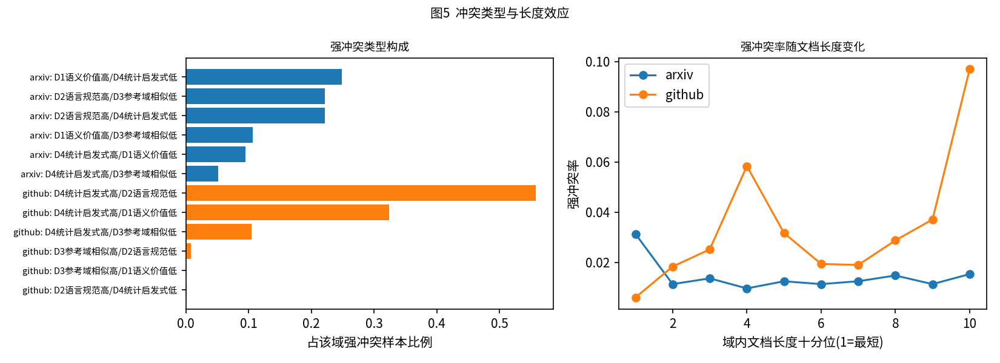 图5 冲突类型与长度效应
强冲突类型构成
arxiv: D1语义价值高/D4统计启发式低
arxiv: D2语言规范高/D3参考域相似低
arxiv: D2语言规范高/D4统计启发式低
arxiv: D1语义价值高/D3参考域相似低
arxiv: D4统计启发式高/D1语义价值低
arxiv: D4统计启发式高/D3参考域相似低
github: D4统计启发式高/D2语言规范低
github: D4统计启发式高/D1语义价值低
github: D4统计启发式高/D3参考域相似低
github: D3参考域相似高/D2语言规范低
github: D3参考域相似高/D1语义价值低
github: D2语言规范高/D4统计启发式低
0.0 0.1 0.2 0.3 0.4 0.5
占该域强冲突样本比例
强冲突率随文档长度变化
arxiv
github
0.10
0.08
0.06
0.04
0.02
强冲突率
2 4 6 8 10
域内文档长度十分位(1=最短)